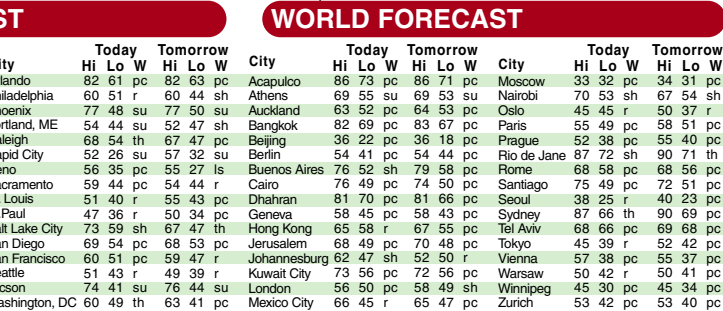 ST
Today Tomorrow
ity Hi Lo W Hi Lo W
lando 82 61 pc 82 63 pc
iladelphia 60 51 r 60 44 sh
oenix 77 48 su 77 50 su
rtland, ME 54 44 su 52 47 sh
aleigh 68 54 th 67 47 pc
apid City 52 26 su 57 32 su
eno 56 35 pc 55 27 ls
acramento 59 44 pc 54 44 r
. Louis 51 40 r 55 43 pc
.Paul 47 36 r 50 34 pc
alt Lake City 73 59 sh 67 47 th
an Diego 69 54 pc 68 53 pc
an Francisco 60 51 pc 59 47 r
eattle 51 43 r 49 39 r
cson 74 41 su 76 44 su
ashington, DC 60 49 th 63 41 pc
WORLD FORECAST
Today Tomorrow
City Hi Lo W Hi Lo W
Acapulco 86 73 pc 86 71 pc
Athens 69 55 su 69 53 su
Auckland 63 52 pc 64 53 pc
Bangkok 82 69 pc 83 67 pc
Beijing 36 22 pc 36 18 pc
Berlin 54 41 pc 54 44 pc
Buenos Aires 76 52 sh 79 58 pc
Cairo 76 49 pc 74 50 pc
Dhahran 81 70 pc 81 66 pc
Geneva 58 45 pc 58 43 pc
Hong Kong 65 58 r 67 55 pc
Jerusalem 68 49 pc 70 48 pc
Johannesburg 62 47 sh 52 50 r
Kuwait City 73 56 pc 72 56 pc
London 56 50 pc 58 49 sh
Mexico City 66 45 r 65 47 pc
Today Tomorrow
City Hi Lo W Hi Lo W
Moscow 33 32 pc 34 31 pc
Nairobi 70 53 sh 67 54 sh
Oslo 45 45 r 50 37 r
Paris 55 49 pc 58 51 pc
Prague 52 38 pc 55 40 pc
Rio de Jane 87 72 sh 90 71 th
Rome 68 58 pc 68 56 pc
Santiago 75 49 pc 72 51 pc
Seoul 38 25 r 40 23 pc
Sydney 87 66 th 90 69 pc
Tel Aviv 68 66 pc 69 68 pc
Tokyo 45 39 r 52 42 pc
Vienna 57 38 pc 55 37 pc
Warsaw 50 42 r 50 41 pc
Winnipeg 45 30 pc 45 34 pc
Zurich 53 42 pc 53 40 pc